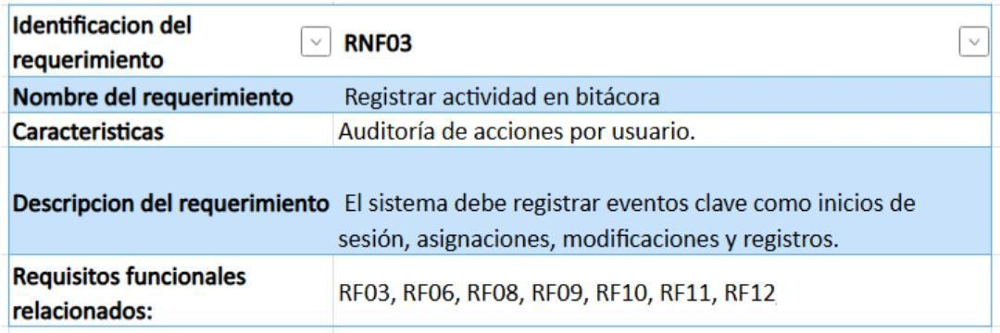 Identificacion del
requerimiento
RNF03
Nombre del requerimiento
Registrar actividad en bitácora
Caracteristicas
Auditoría de acciones por usuario.
Descripcion del requerimiento
El sistema debe registrar eventos clave como inicios de
sesión, asignaciones, modificaciones y registros.
Requisitos funcionales
relacionados:
RF03, RF06, RF08, RF09, RF10, RF11, RF12